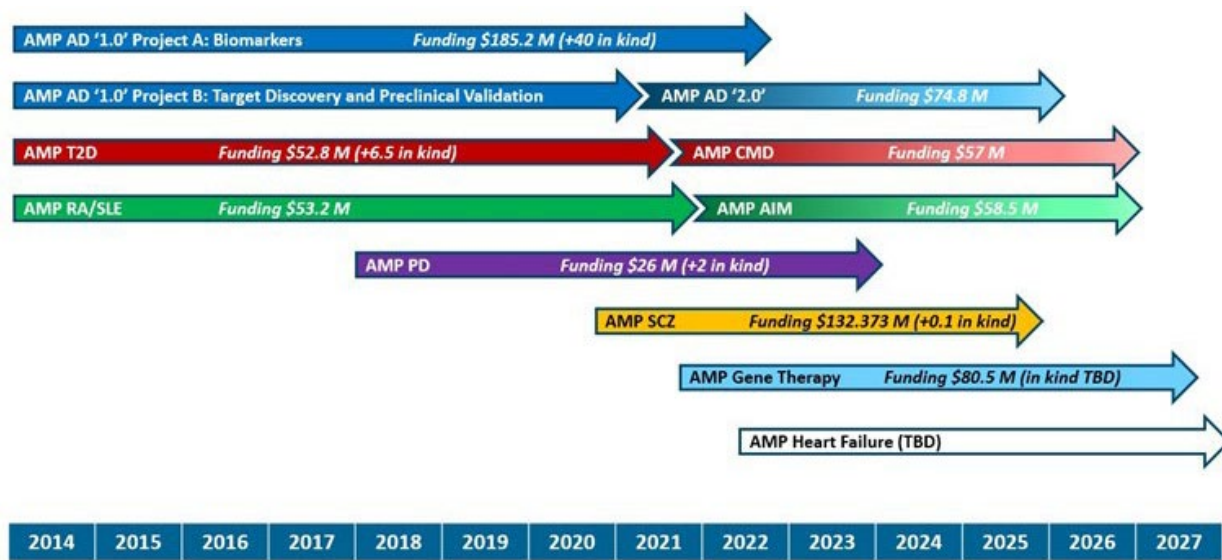 AMP AD ‘1.0’ Project A: Biomarkers Funding $185.2 M (+40 in kind)
AMP AD ‘1.0’ Project B: Target Discovery and Preclinical Validation AMP AD ‘2.0’ Funding $74.8 M
AMP T2D Funding $52.8 M (+6.5 in kind) AMP CMD Funding $57 M
AMP RA/SLE Funding $53.2 M AMP AIM Funding $58.5 M
AMP PD Funding $26 M (+2 in kind)
AMP SCZ Funding $132.373 M (+0.1 in kind)
AMP Gene Therapy Funding $80.5 M (in kind TBD)
AMP Heart Failure (TBD)
2014 2015 2016 2017 2018 2019 2020 2021 2022 2023 2024 2025 2026 2027